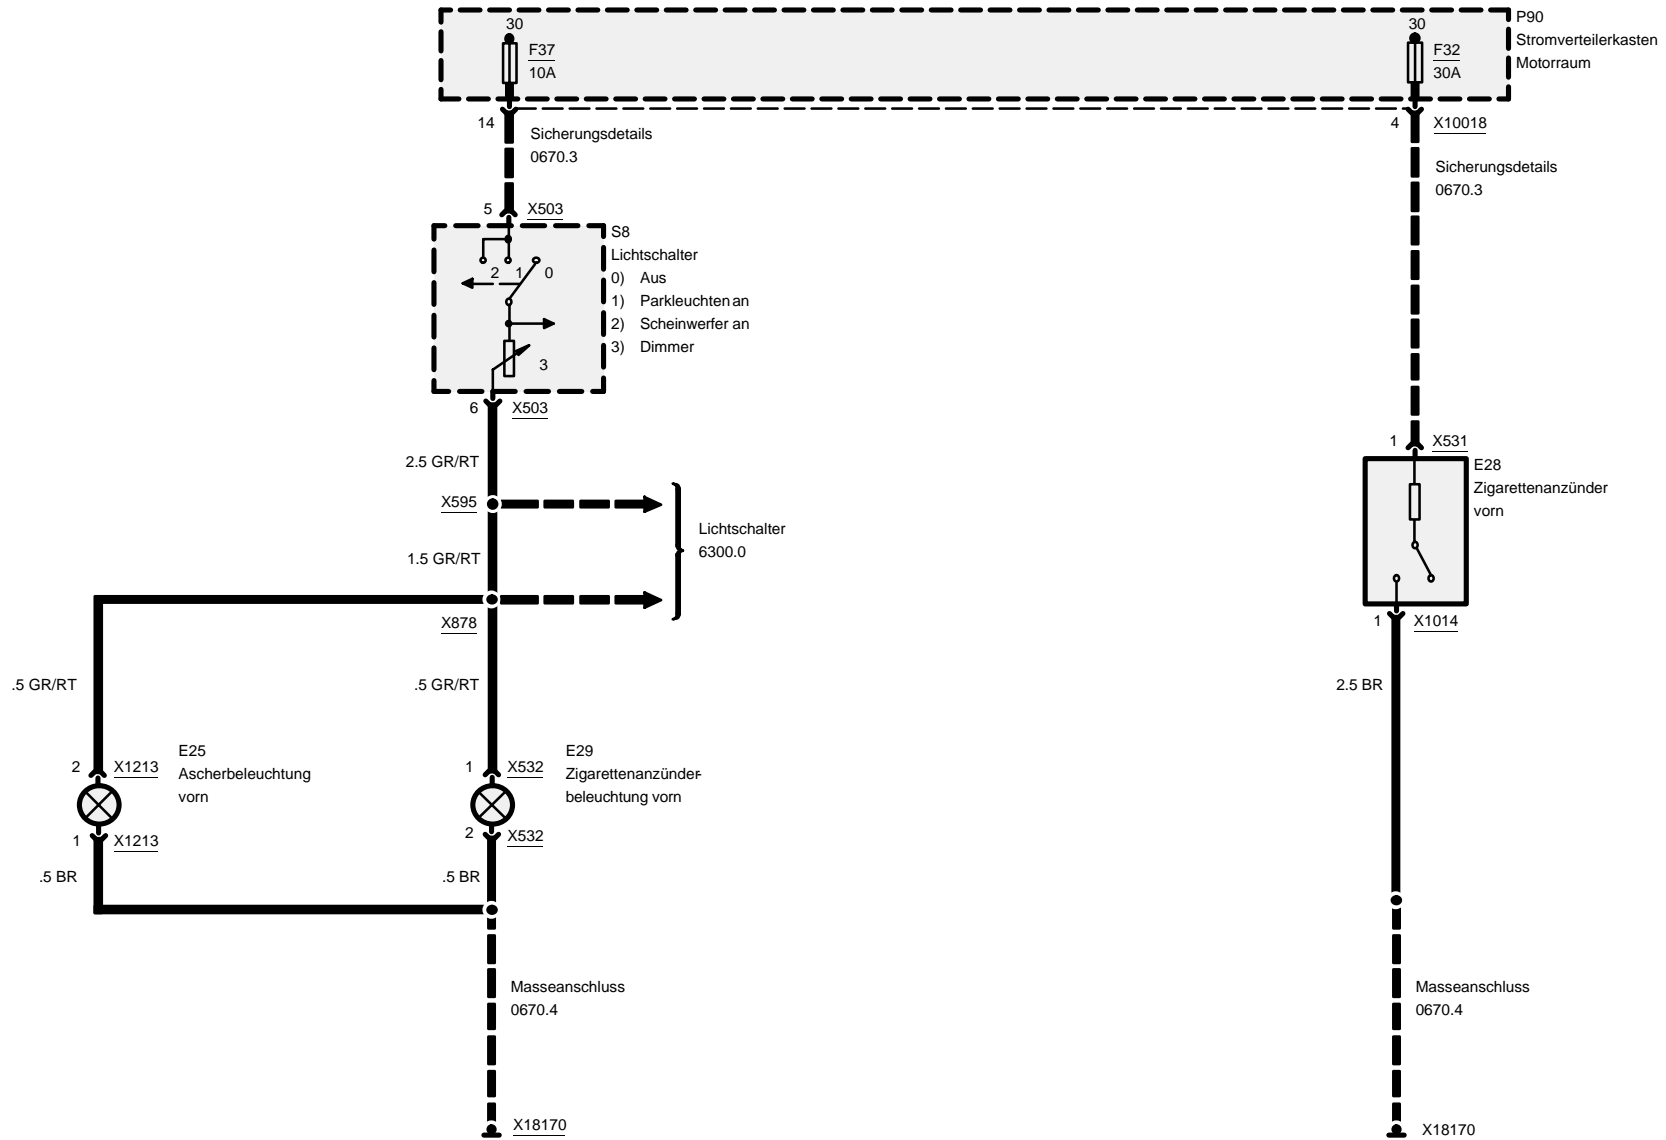 30
F37
10A
30
F32
30A
P90
Stromverteilerkasten
Motorraum
14
Sicherungsdetails
0670.3
4
X10018
Sicherungsdetails
0670.3
5
X503
2
1
0
3
S8
Lichtschalter
0) Aus
1) Parkleuchten an
2) Scheinwerfer an
3) Dimmer
6
X503
2.5 GR/RT
X595
1.5 GR/RT
X878
Lichtschalter
6300.0
1
X531
E28
Zigarettenanzünder
vorn
1
X1014
2.5 BR
.5 GR/RT
.5 GR/RT
2
X1213
E25
Ascherbeleuchtung
vorn
1
X1213
.5 BR
1
X532
E29
Zigarettenanzünder-
beleuchtung vorn
2
X532
.5 BR
Masseanschluss
0670.4
X18170
Masseanschluss
0670.4
X18170